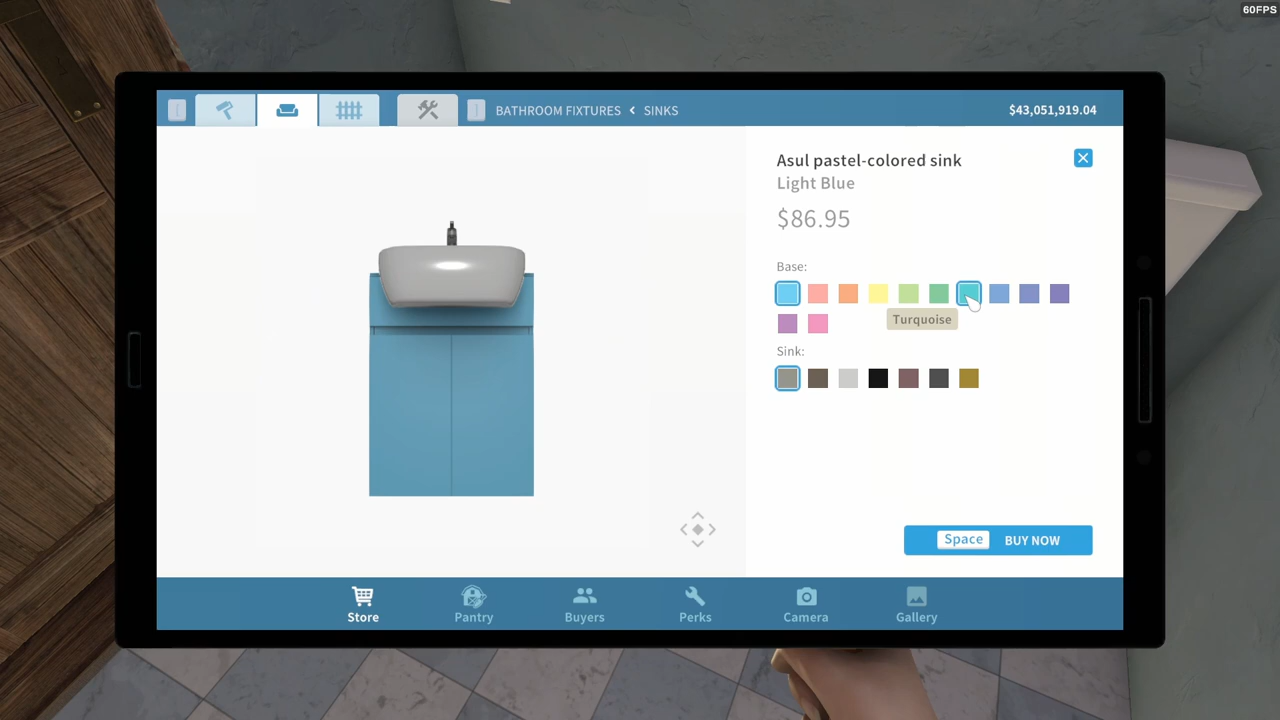 60FPS
BATHROOM FIXTURES < SINKS
$43,051,919.04
Asul pastel-colored sink
Light Blue
$86.95
Base:
Turquoise
Sink:
Space BUY NOW
Store
Pantry
Buyers
Perks
Camera
Gallery